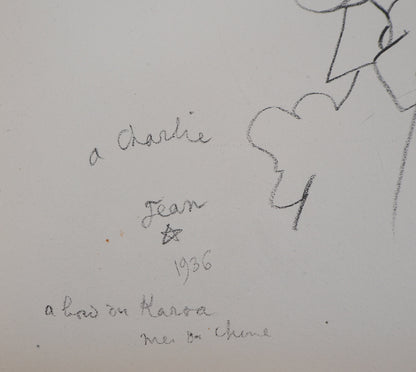 a Charlie
Jean
1936
a bord du Karoa
mer de Chine